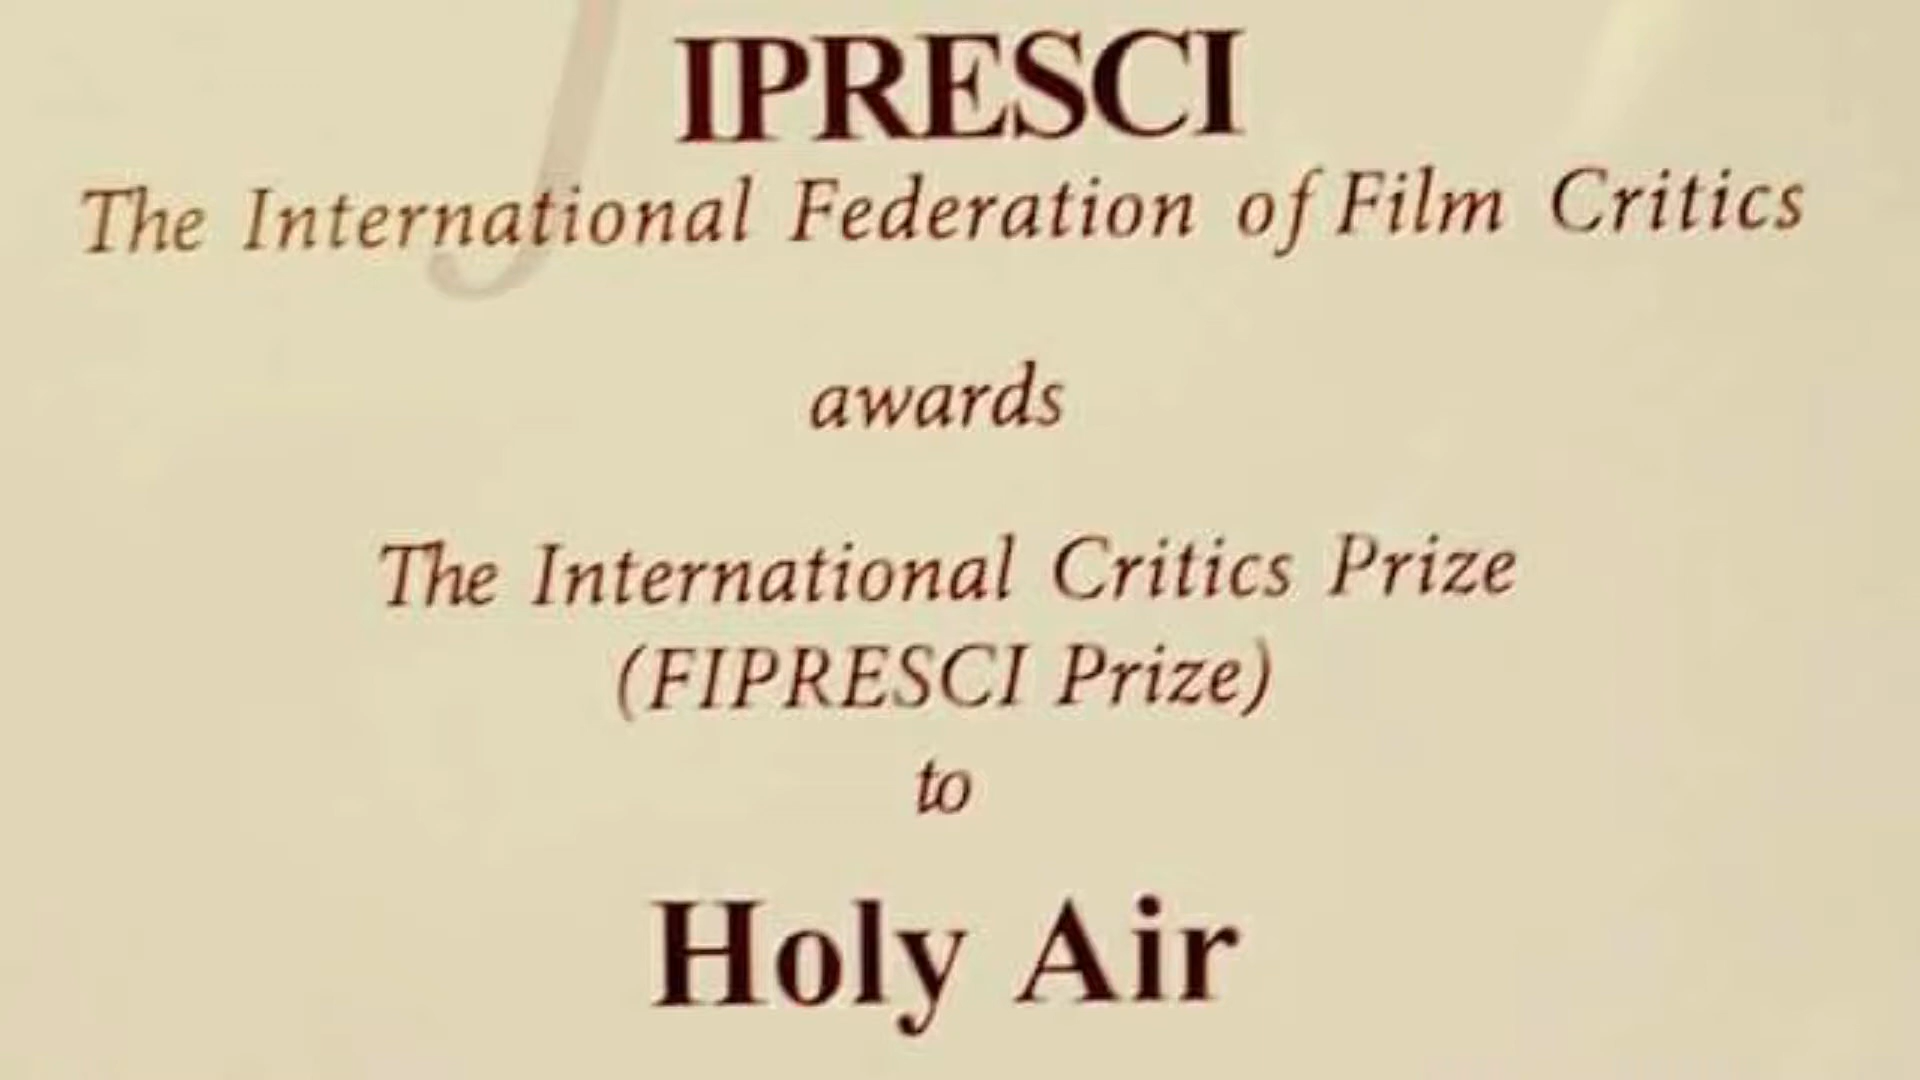 IPRESCI
The International Federation of Film Critics
awards
The International Critics Prize
(FIPRESCI Prize)
to
Holy Air